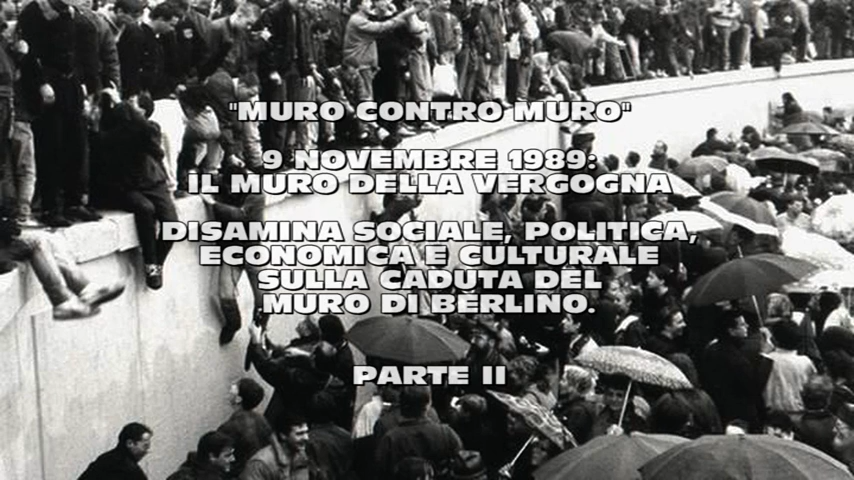 "MURO CONTRO MURO"
9 NOVEMBRE 1989:
IL MURO DELLA VERGOGNA
DISAMINA SOCIALE, POLITICA,
ECONOMICA E CULTURALE
SULLA CADUTA DEL
MURO DI BERLINO.
PARTE II